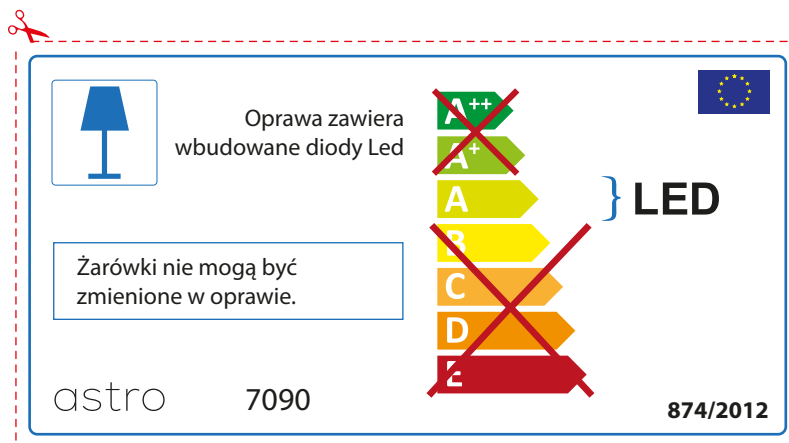 Oprawa zawiera
wbudowane diody Led
A++
A+
A
B
C
D
E
LED
Żarówki nie mogą być
zmienione w oprawie.
astro
7090
874/2012